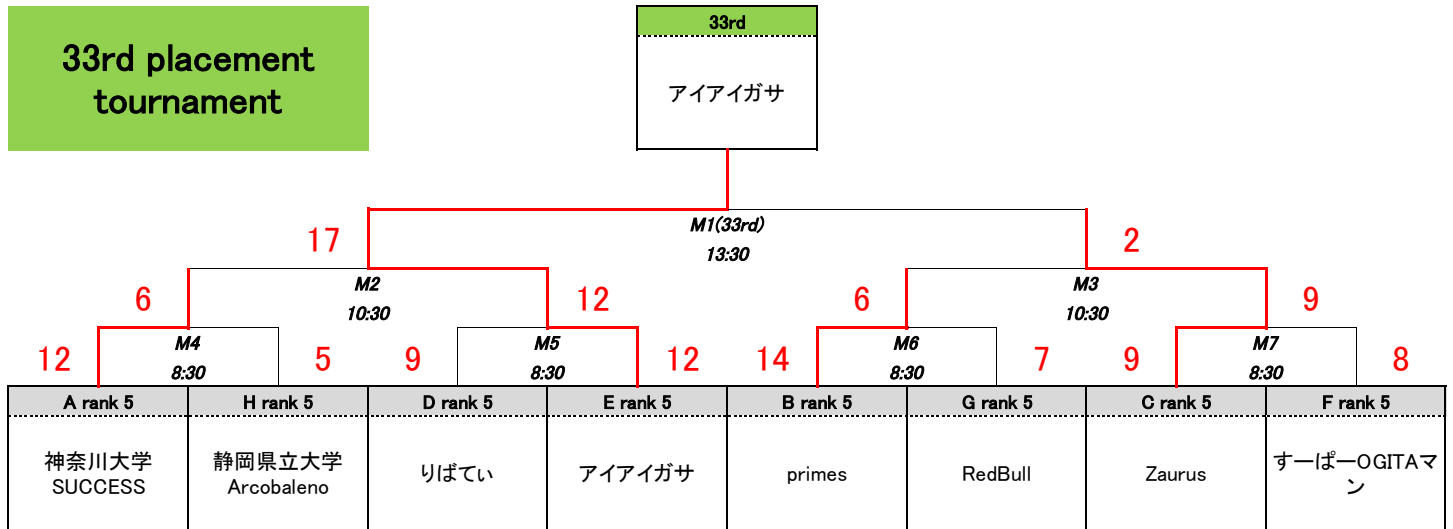 33rd placement
tournament
33rd
アイアイガサ
M1(33rd)
17
2
13:30
M2
M3
6
12
6
9
10:30
10:30
M4
M5
M6
M7
12
5
9
12
14
7
9
8
8:30
8:30
8:30
8:30
A rank 5
H rank 5
D rank 5
E rank 5
B rank 5
G rank 5
C rank 5
F rank 5
神奈川大学
SUCCESS
静岡県立大学
Arcobaleno
りばてぃ
アイアイガサ
primes
RedBull
Zaurus
すーぱーOGITAマ
ン